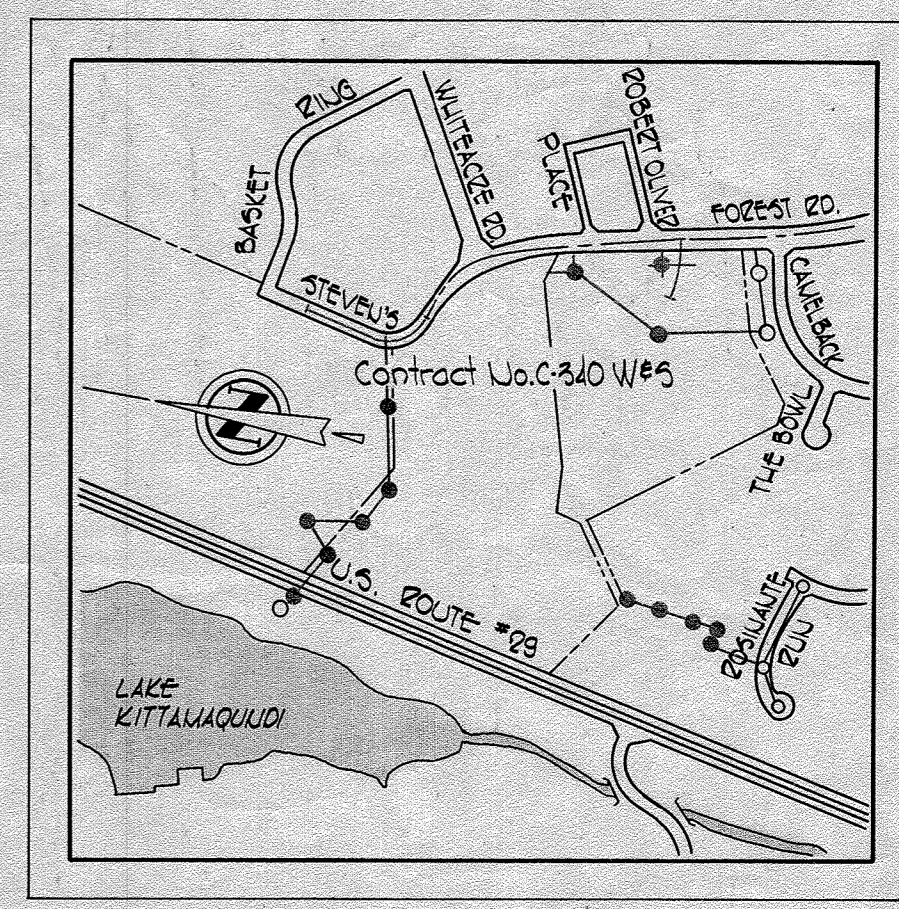 BASKET
RING
WHITEACRE RD.
PLACE
ROBERT OLIVER
FOREST RD.
STEVEN'S
CAMELBACK
Contract No.C-340 W&S
THE BOWL
N
U.S. ROUTE #29
ROSINANTE
RUN
LAKE
KITTAMAQUNDI